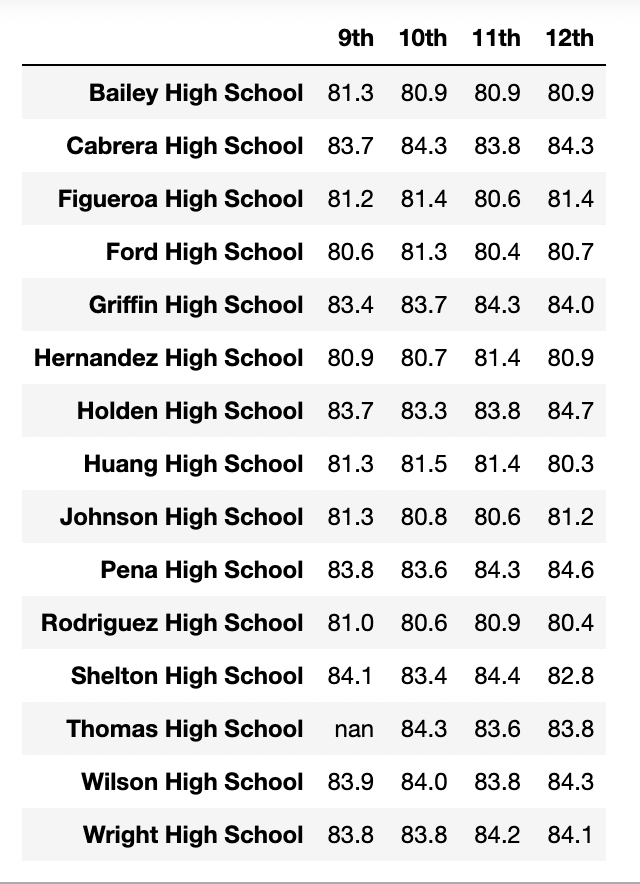 9th 10th 11th 12th
Bailey High School 81.3 80.9 80.9 80.9
Cabrera High School 83.7 84.3 83.8 84.3
Figueroa High School 81.2 81.4 80.6 81.4
Ford High School 80.6 81.3 80.4 80.7
Griffin High School 83.4 83.7 84.3 84.0
Hernandez High School 80.9 80.7 81.4 80.9
Holden High School 83.7 83.3 83.8 84.7
Huang High School 81.3 81.5 81.4 80.3
Johnson High School 81.3 80.8 80.6 81.2
Pena High School 83.8 83.6 84.3 84.6
Rodriguez High School 81.0 80.6 80.9 80.4
Shelton High School 84.1 83.4 84.4 82.8
Thomas High School nan 84.3 83.6 83.8
Wilson High School 83.9 84.0 83.8 84.3
Wright High School 83.8 83.8 84.2 84.1